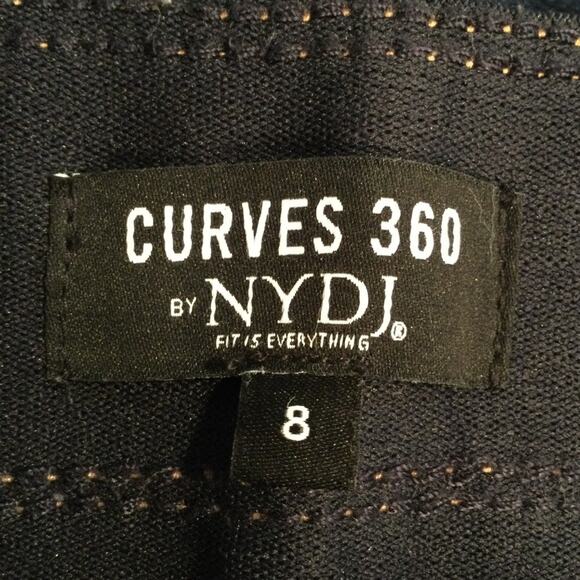 CURVES 360
BY NYDJ®
FIT IS EVERYTHING
8